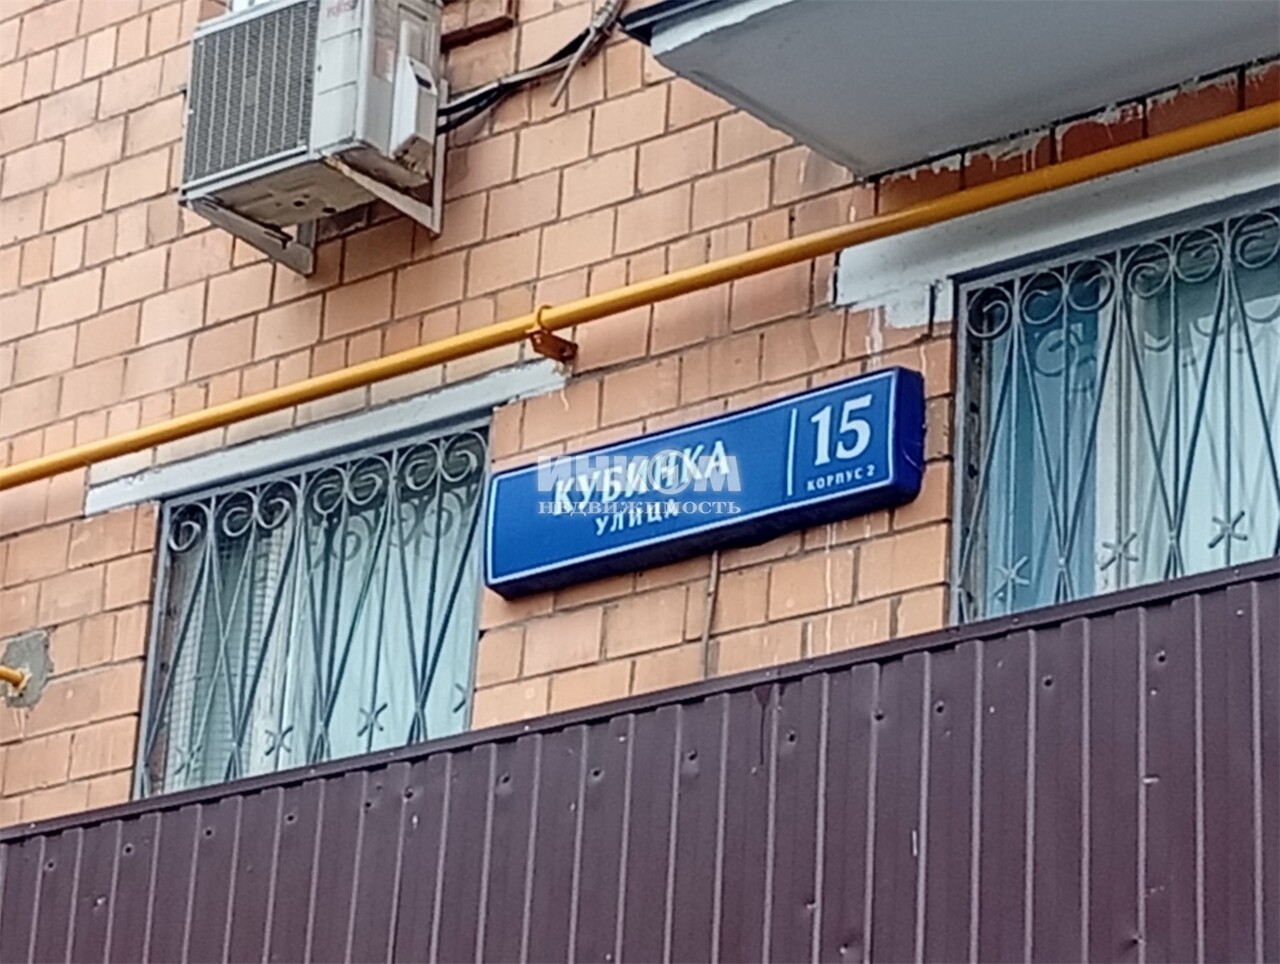 КУБИНКА
УЛИЦА
15
КОРПУС 2
ИНКОМ
НЕДВИЖИМОСТЬ